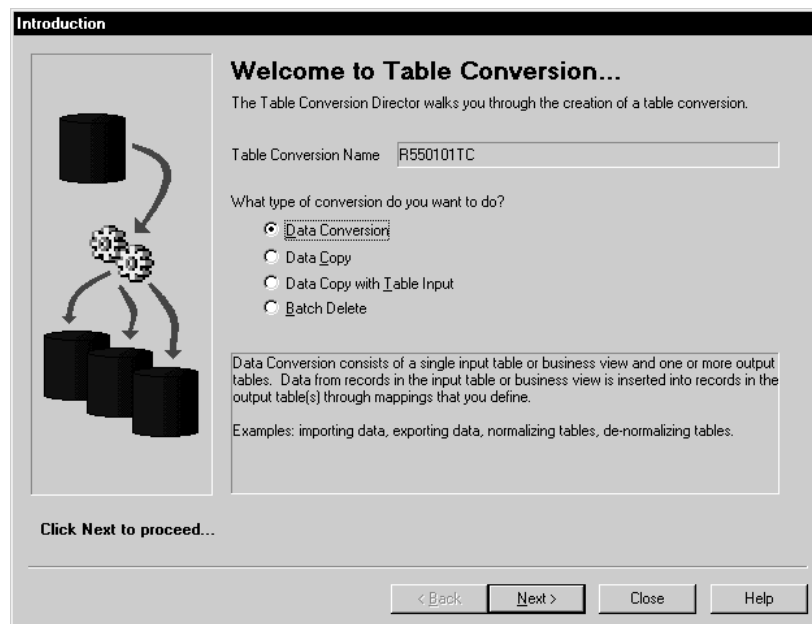 Introduction
Welcome to Table Conversion...
The Table Conversion Director walks you through the creation of a table conversion.
Table Conversion Name R550101TC
What type of conversion do you want to do?
Data Conversion
Data Copy
Data Copy with Table Input
Batch Delete
Data Conversion consists of a single input table or business view and one or more output
tables. Data from records in the input table or business view is inserted into records in the
output table(s) through mappings that you define.
Examples: importing data, exporting data, normalizing tables, de-normalizing tables.
Click Next to proceed...
< Back Next > Close Help